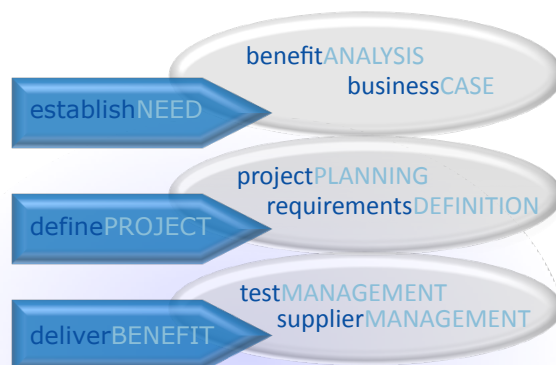 benefitANALYSIS
businessCASE
establishNEED
projectPLANNING
requirementsDEFINITION
definePROJECT
testMANAGEMENT
supplierMANAGEMENT
deliverBENEFIT